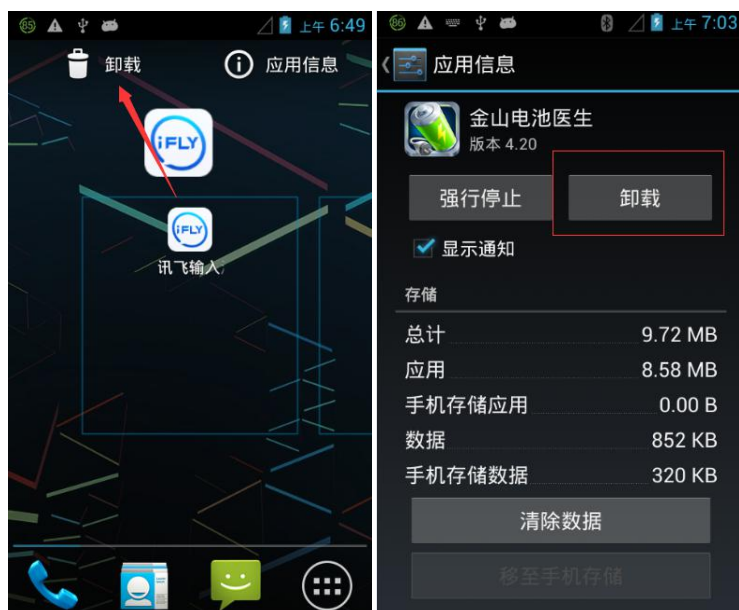 85 上午 6:49
卸载 应用信息
iFLY
iFLY
讯飞输入
86 上午 7:03
应用信息
金山电池医生
版本 4.20
强行停止 卸载
显示通知
存储
总计 9.72 MB
应用 8.58 MB
手机存储应用 0.00 B
数据 852 KB
手机存储数据 320 KB
清除数据
移至手机存储